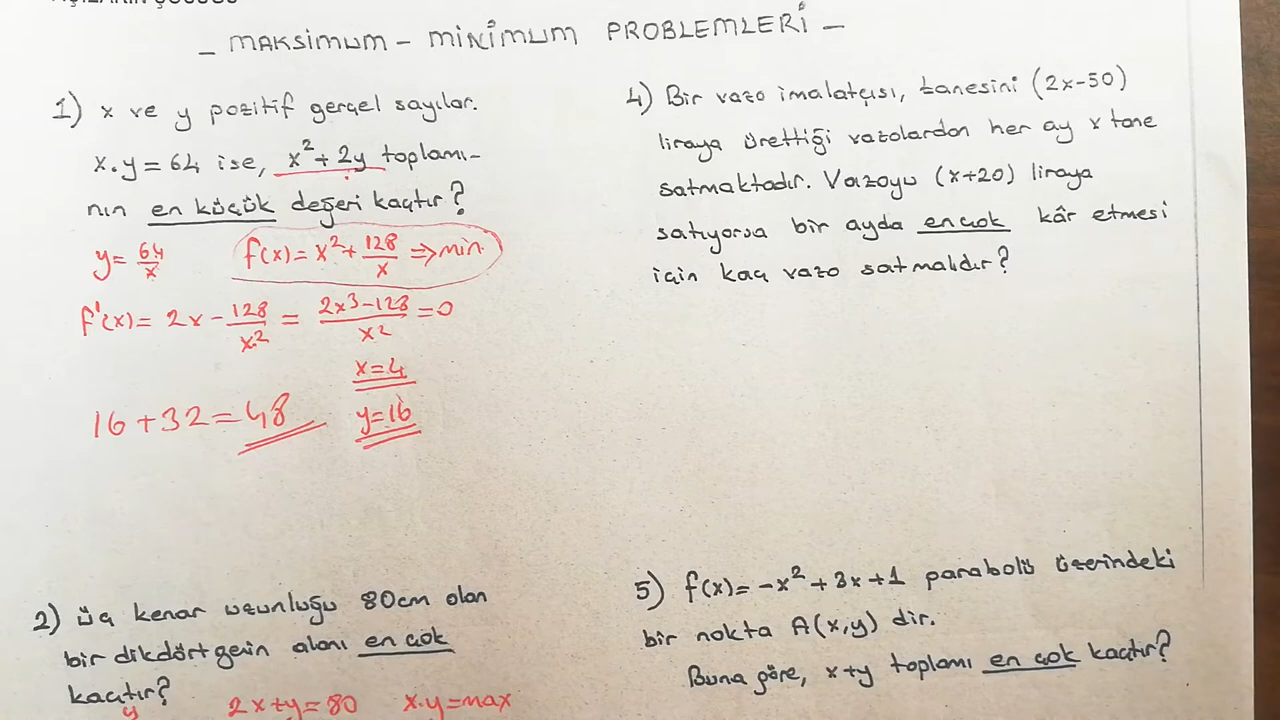 - MAKSİMUM - MİNİMUM PROBLEMLERİ -
1) x ve y pozitif gerçel sayılar.
x.y=64 ise, x²+2y toplamı-
nın en küçük değeri kaçtır?
y=64/x f(x)=x²+128/x ⇒ min
f'(x)= 2x-128/x² = 2x³-128/x² =0
x=4
16+32=48 y=16
2) üç kenar uzunluğu 80cm olan
bir dikdörtgenin alanı en çok
kaçtır?
y 2x+y=80 x.y=max
4) Bir vazo imalatçısı, tanesini (2x-50)
liraya ürettiği vazolardan her ay x tane
satmaktadır. Vazoyu (x+20) liraya
satıyorsa bir ayda en çok kâr etmesi
için kaç vazo satmalıdır?
5) f(x)=-x²+3x+1 parabolü üzerindeki
bir nokta A(x,y) dir.
Buna göre, x+y toplamı en çok kaçtır?